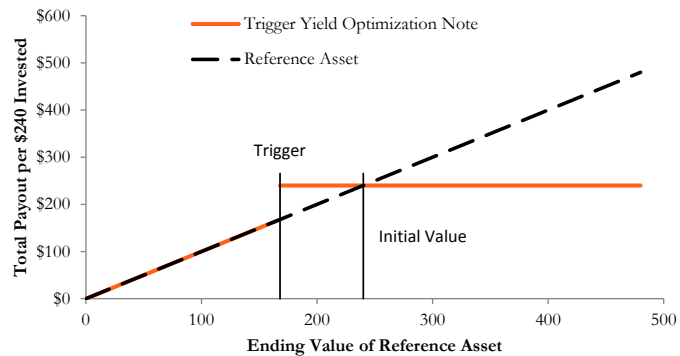 Trigger Yield Optimization Note
Reference Asset
Total Payout per $240 Invested
$600
$500
$400
$300
$200
$100
$0
Trigger
Initial Value
0 100 200 300 400 500
Ending Value of Reference Asset